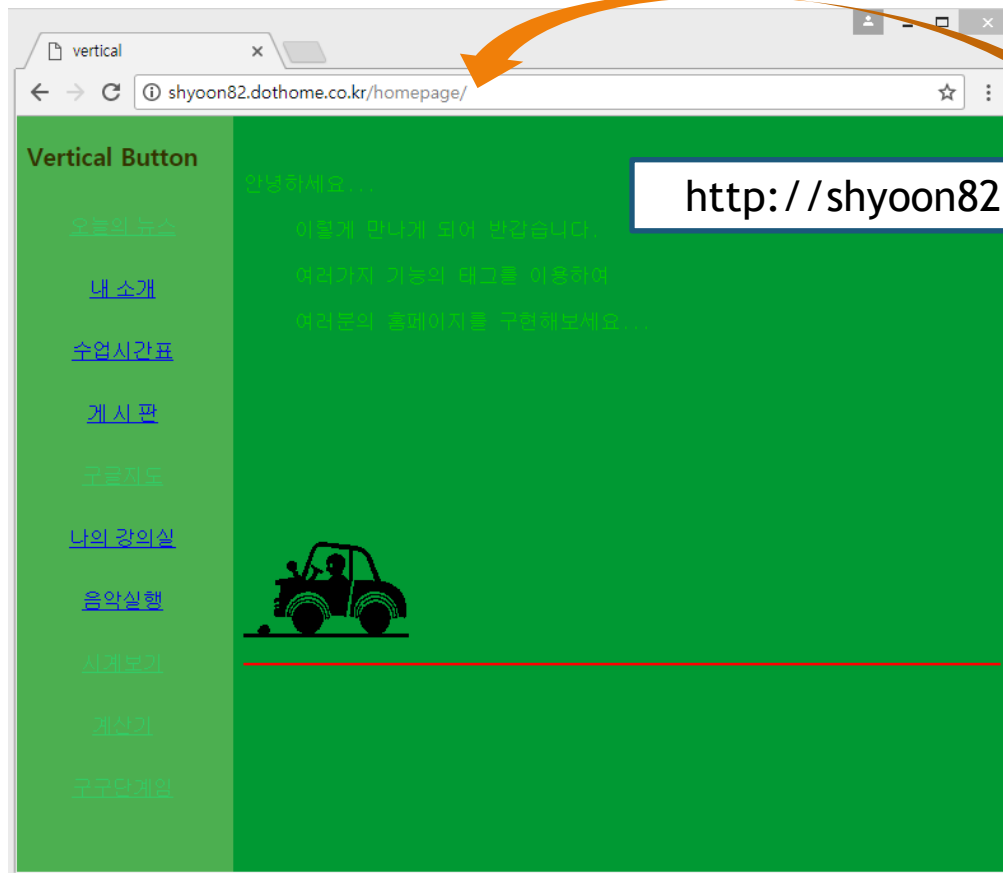 vertical
shyoon82.dothome.co.kr/homepage/
Vertical Button
오늘의 뉴스
내 소개
수업시간표
게 시 판
구글지도
나의 강의실
음악실행
시계보기
계산기
구구단게임
안녕하세요...
이렇게 만나게 되어 반갑습니다.
여러가지 기능의 태그를 이용하여
여러분의 홈페이지를 구현해보세요...
http://shyoon82